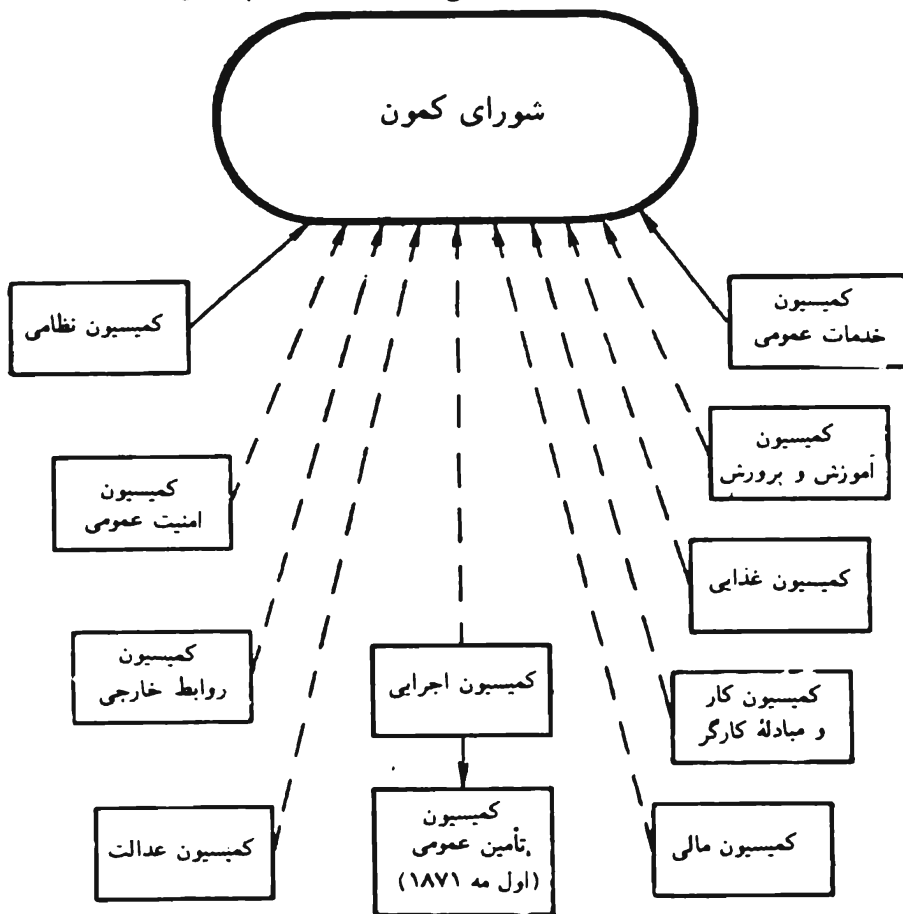 شورای کمون
کمیسیون
خدمات عمومی
کمیسیون نظامی
کمیسیون
آموزش و برورش
کمیسیون
امنیت عمومی
کمیسیون غذایی
کمیسیون
روابط خارجی
کمیسیون اجرایی
کمیسیون کار
و مبادلهٔ کارگر
کمیسیون عدالت
کمیسیون
تأمین عمومی
(اول مه ۱۸۷۱)
کمیسیون مالی